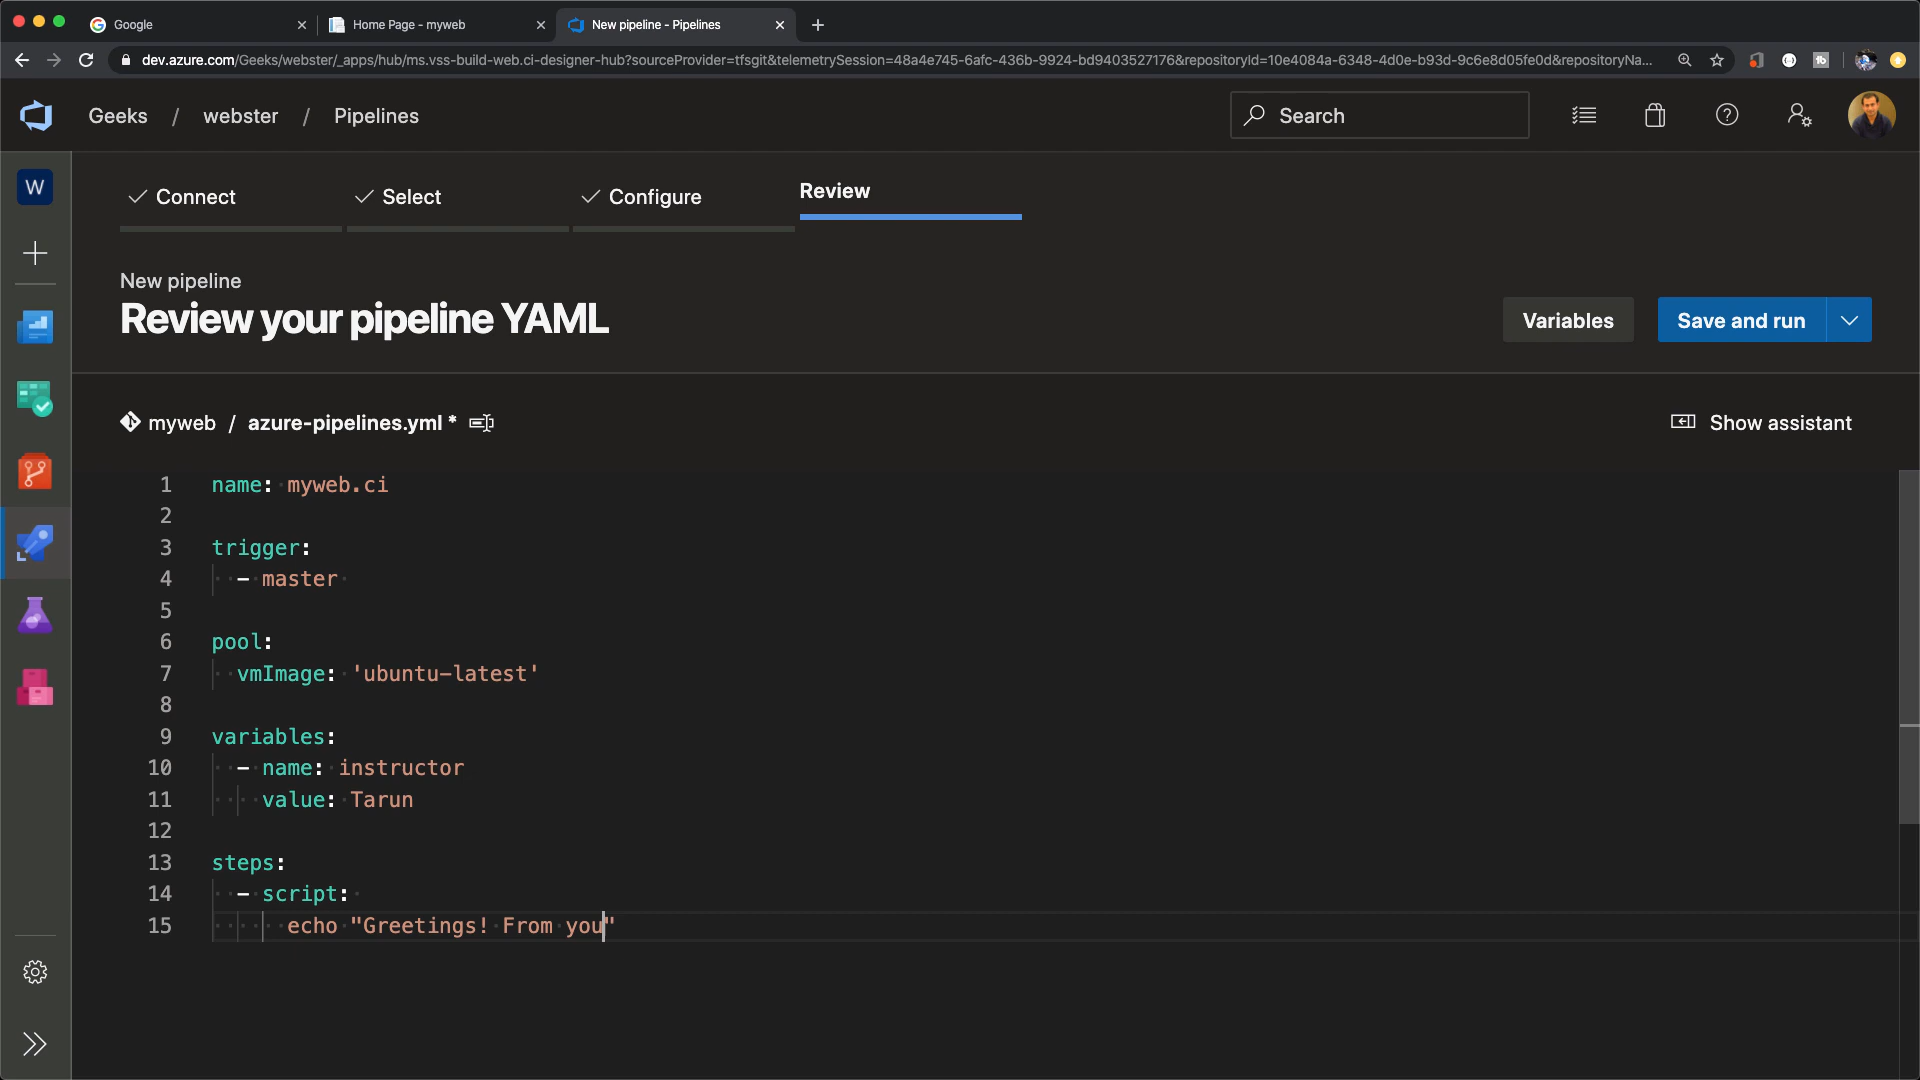 Google
Home Page - myweb
New pipeline - Pipelines
dev.azure.com/Geeks/webster/_apps/hub/ms.vss-build-web.ci-designer-hub?sourceProvider=tfsgit&telemetrySession=48a4e745-6afc-436b-9924-bd9403527176&repositoryId=10e4084a-6348-4d0e-b93d-9c6e8d05fe0d&repositoryNa...
Geeks / webster / Pipelines
Search
W
Connect
Select
Configure
Review
New pipeline
Review your pipeline YAML
Variables
Save and run
myweb / azure-pipelines.yml *
Show assistant
1 name: myweb.ci
2
3 trigger:
4 - master
5
6 pool:
7 vmImage: 'ubuntu-latest'
8
9 variables:
10 - name: instructor
11 value: Tarun
12
13 steps:
14 - script:
15 echo "Greetings! From you"